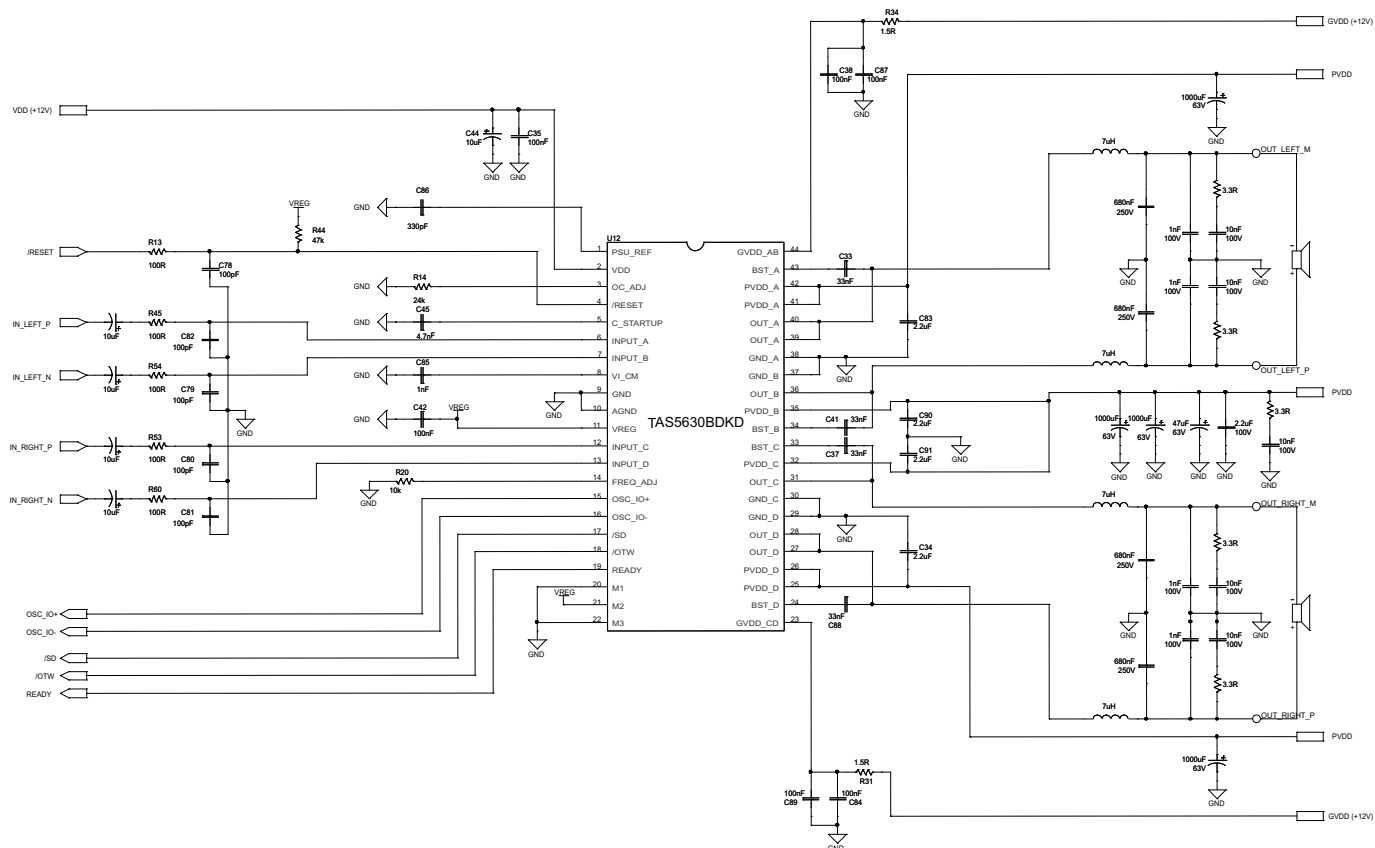 R34
1.5R
GVDD (+12V)
C38
100nF
C87
100nF
GND
PVDD
1000uF
63V
GND
VDD (+12V)
C44
10uF
GND
C35
100nF
GND
7uH
OUT_LEFT_M
3.3R
680nF
250V
1nF
100V
10nF
100V
GND
GND
-
+
1nF
100V
10nF
100V
680nF
250V
3.3R
7uH
OUT_LEFT_P
C86
GND
330pF
VREG
R44
47k
/RESET
R13
100R
C78
100pF
GND
R14
24k
GND
C45
4.7nF
IN_LEFT_P
10uF
R45
100R
C82
100pF
IN_LEFT_N
10uF
R54
100R
C79
100pF
GND
GND
C85
1nF
GND
GND
C42
100nF
VREG
IN_RIGHT_P
10uF
R53
100R
C80
100pF
IN_RIGHT_N
10uF
R60
100R
C81
100pF
R20
10k
GND
U12
TAS5630BDKD
1 PSU_REF
2 VDD
3 OC_ADJ
4 /RESET
5 C_STARTUP
6 INPUT_A
7 INPUT_B
8 VI_CM
9 GND
10 AGND
11 VREG
12 INPUT_C
13 INPUT_D
14 FREQ_ADJ
15 OSC_IO+
16 OSC_IO-
17 /SD
18 /OTW
19 READY
20 M1
21 M2
22 M3
GVDD_AB 44
BST_A 43
PVDD_A 42
PVDD_A 41
OUT_A 40
OUT_A 39
GND_A 38
GND_B 37
OUT_B 36
PVDD_B 35
BST_B 34
BST_C 33
PVDD_C 32
OUT_C 31
GND_C 30
GND_D 29
OUT_D 28
OUT_D 27
PVDD_D 26
PVDD_D 25
BST_D 24
GVDD_CD 23
VREG
GND
C33
33nF
C83
2.2uF
GND
C41
33nF
C37
33nF
C90
2.2uF
C91
2.2uF
GND
GND
C34
2.2uF
33nF
C88
PVDD
1000uF
63V
GND
1000uF
63V
GND
47uF
63V
GND
2.2uF
100V
GND
3.3R
10nF
100V
GND
7uH
OUT_RIGHT_M
3.3R
680nF
250V
1nF
100V
10nF
100V
GND
GND
-
+
1nF
100V
10nF
100V
680nF
250V
3.3R
7uH
OUT_RIGHT_P
PVDD
1000uF
63V
GND
1.5R
R31
100nF
C89
100nF
C84
GND
GVDD (+12V)
OSC_IO+
OSC_IO-
/SD
/OTW
READY